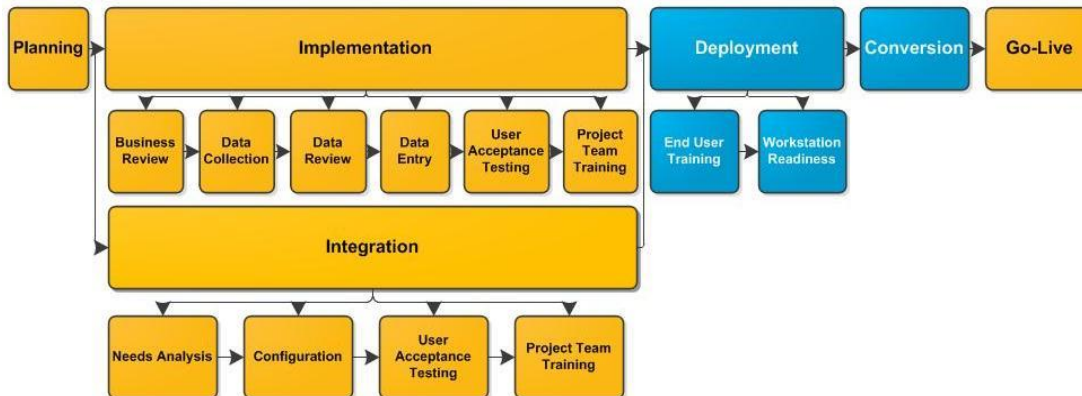 Planning
Implementation
Deployment
Conversion
Go-Live
Business
Review
Data
Collection
Data
Review
Data
Entry
User
Acceptance
Testing
Project
Team
Training
End User
Training
Workstation
Readiness
Integration
Needs Analysis
Configuration
User
Acceptance
Testing
Project Team
Training